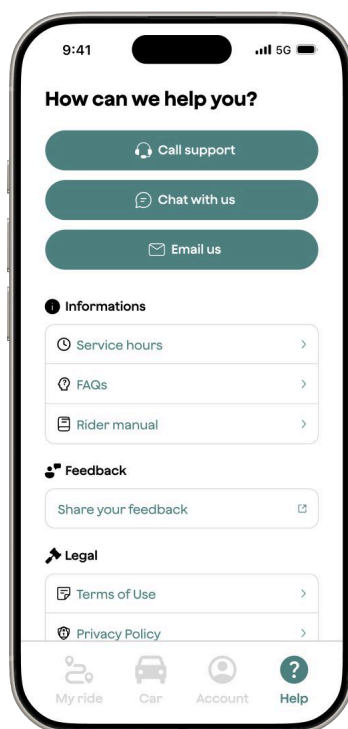 9:41
5G
How can we help you?
Call support
Chat with us
Email us
Informations
Service hours
FAQs
Rider manual
Feedback
Share your feedback
Legal
Terms of Use
Privacy Policy
My ride Car Account Help